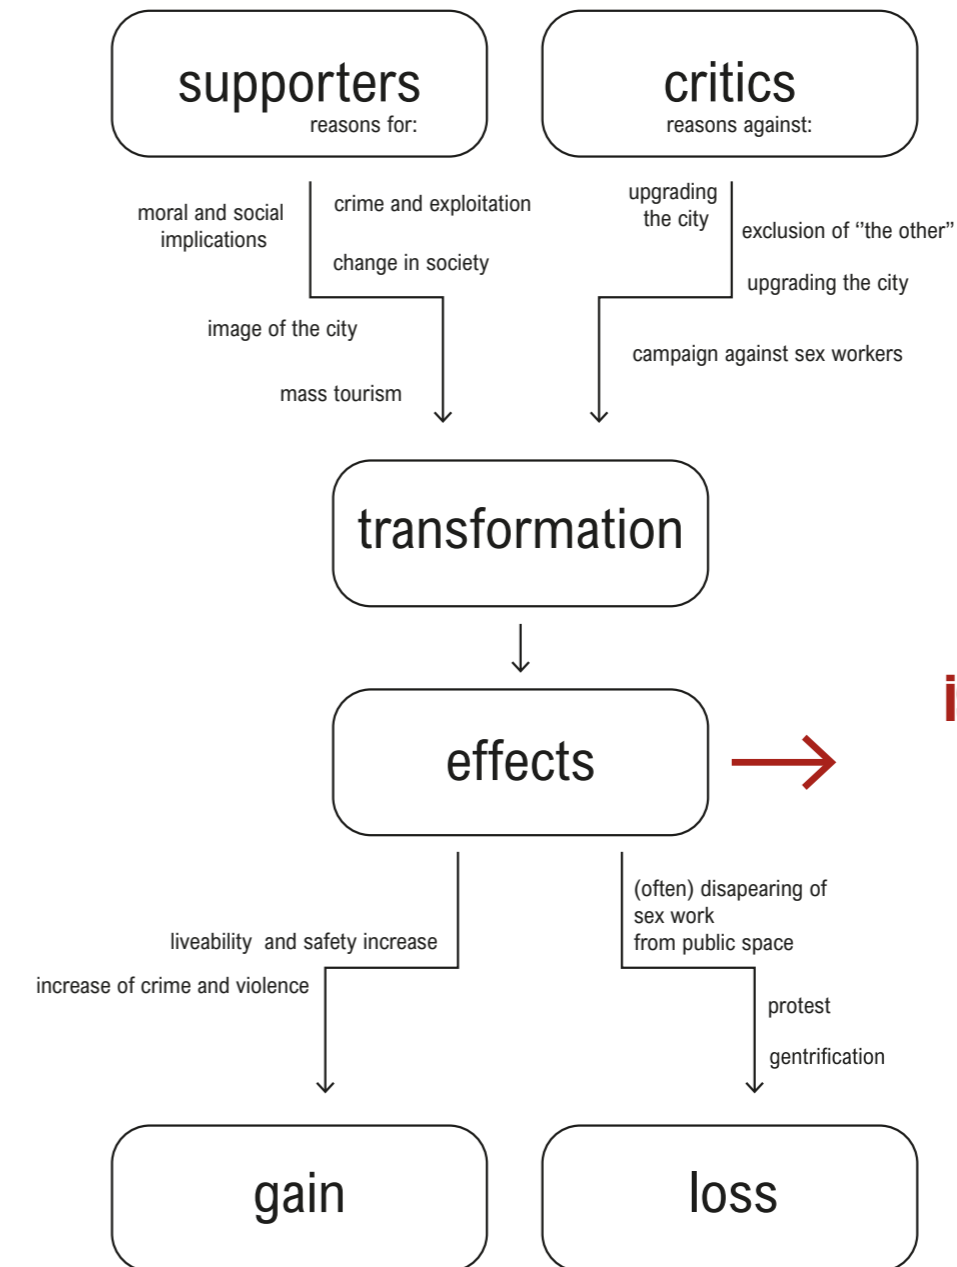 supporters
reasons for:
critics
reasons against:
moral and social
implications
crime and exploitation
change in society
image of the city
mass tourism
upgrading
the city
exclusion of “the other”
upgrading the city
campaign against sex workers
transformation
effects
i
liveability  and safety increase
increase of crime and violence
(often) disapearing of
sex work
from public space
protest
gentrification
gain
loss